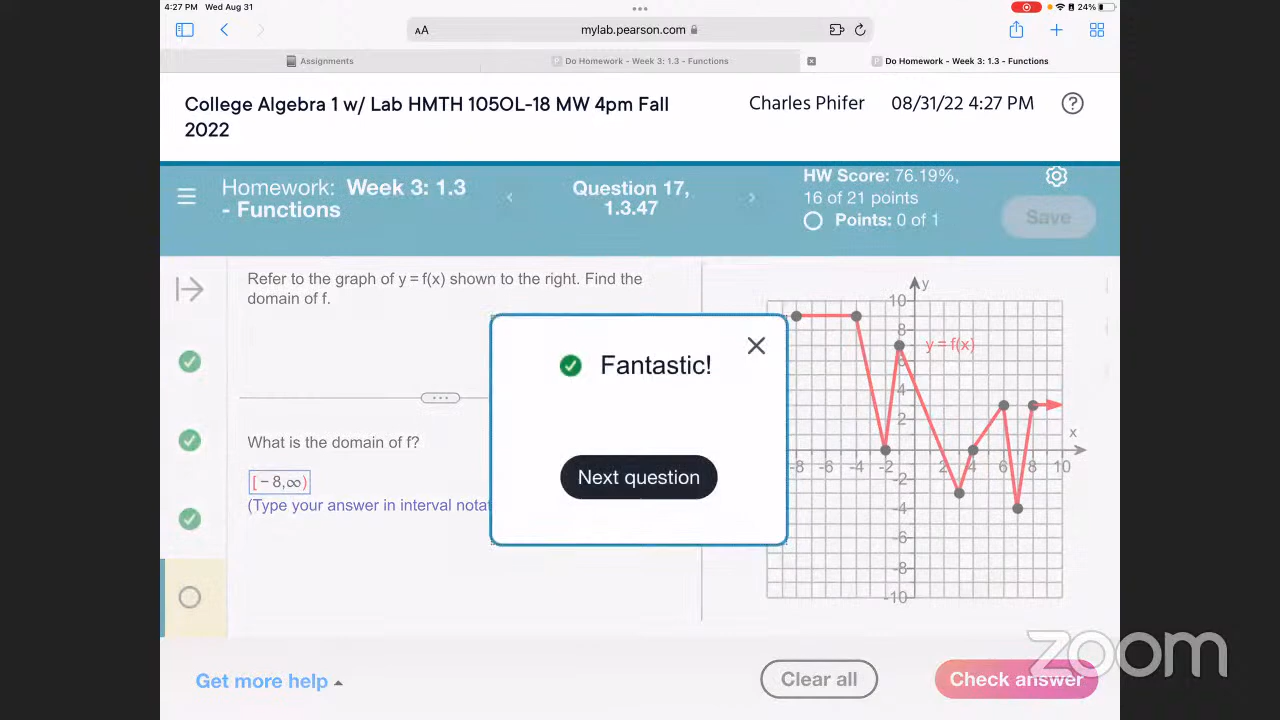 4:27 PM Wed Aug 31
24%
AA mylab.pearson.com
Assignments
Do Homework - Week 3: 1.3 - Functions
Do Homework - Week 3: 1.3 - Functions
College Algebra 1 w/ Lab HMTH 105OL-18 MW 4pm Fall
2022
Charles Phifer 08/31/22 4:27 PM ?
Homework: Week 3: 1.3
- Functions
Question 17,
1.3.47
HW Score: 76.19%,
16 of 21 points
Points: 0 of 1
Save
Refer to the graph of y = f(x) shown to the right. Find the
domain of f.
What is the domain of f?
[ − 8,∞)
(Type your answer in interval notat
Fantastic!
Next question
y
10
8
y = f(x)
6
4
2
x
-8 -6 -4 -2 2 4 6 8 10
-2
-4
-6
-8
-10
Get more help
Clear all
Check answer
zoom